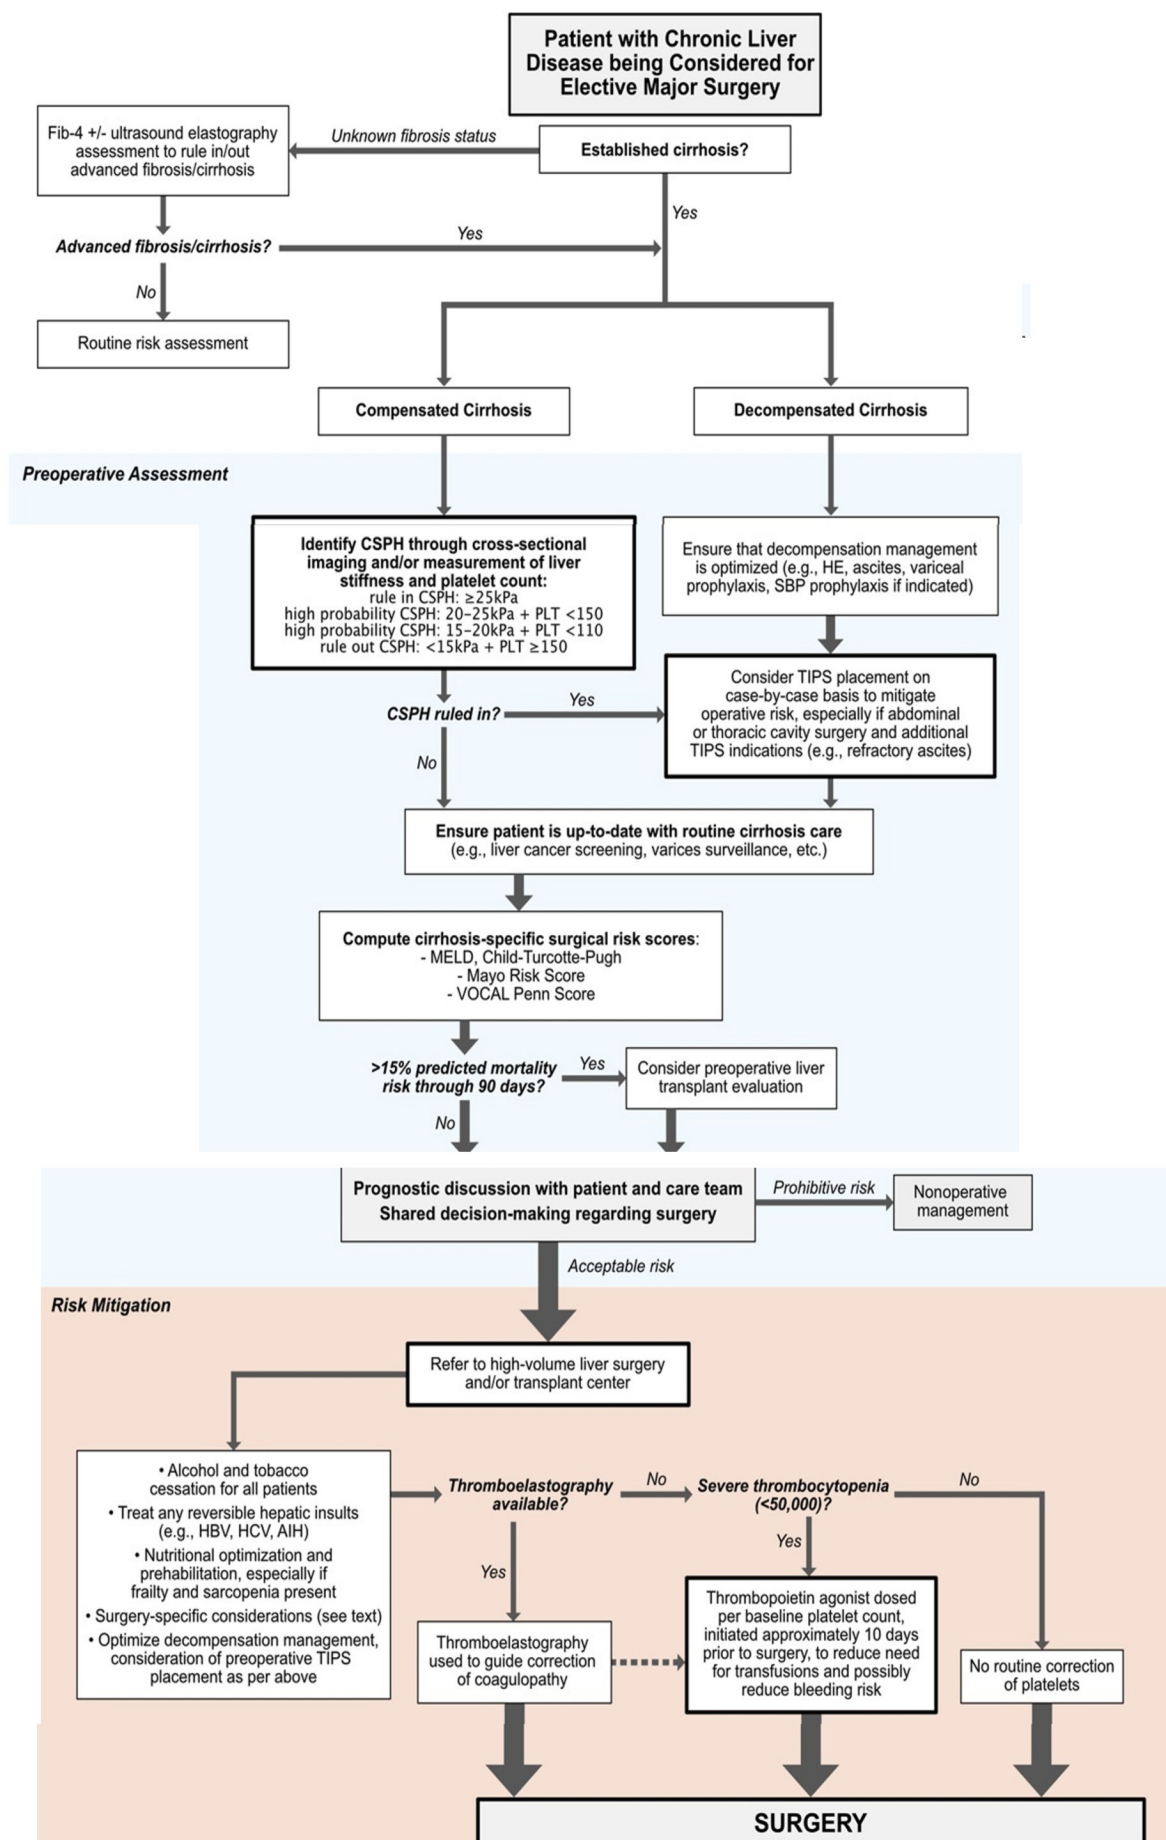 Patient with Chronic Liver
Disease being Considered for
Elective Major Surgery
Fib-4 +/- ultrasound elastography
assessment to rule in/out
advanced fibrosis/cirrhosis
Unknown fibrosis status
Established cirrhosis?
Yes
Advanced fibrosis/cirrhosis?
Yes
No
Routine risk assessment
Compensated Cirrhosis
Decompensated Cirrhosis
Preoperative Assessment
Identify CSPH through cross-sectional
imaging and/or measurement of liver
stiffness and platelet count:
rule in CSPH: ≥25kPa
high probability CSPH: 20–25kPa + PLT <150
high probability CSPH: 15–20kPa + PLT <110
rule out CSPH: <15kPa + PLT ≥150
Ensure that decompensation management
is optimized (e.g., HE, ascites, variceal
prophylaxis, SBP prophylaxis if indicated)
CSPH ruled in?
Yes
No
Consider TIPS placement on
case-by-case basis to mitigate
operative risk, especially if abdominal
or thoracic cavity surgery and additional
TIPS indications (e.g., refractory ascites)
Ensure patient is up-to-date with routine cirrhosis care
(e.g., liver cancer screening, varices surveillance, etc.)
Compute cirrhosis-specific surgical risk scores:
- MELD, Child-Turcotte-Pugh
- Mayo Risk Score
- VOCAL Penn Score
>15% predicted mortality
risk through 90 days?
Yes
Consider preoperative liver
transplant evaluation
No
Prognostic discussion with patient and care team
Shared decision-making regarding surgery
Prohibitive risk
Nonoperative
management
Acceptable risk
Risk Mitigation
Refer to high-volume liver surgery
and/or transplant center
• Alcohol and tobacco
cessation for all patients
• Treat any reversible hepatic insults
(e.g., HBV, HCV, AIH)
• Nutritional optimization and
prehabilitation, especially if
frailty and sarcopenia present
• Surgery-specific considerations (see text)
• Optimize decompensation management,
consideration of preoperative TIPS
placement as per above
Thromboelastography
available?
No
Severe thrombocytopenia
(<50,000)?
No
Yes
Yes
Thromboelastography
used to guide correction
of coagulopathy
Thrombopoietin agonist dosed
per baseline platelet count,
initiated approximately 10 days
prior to surgery, to reduce need
for transfusions and possibly
reduce bleeding risk
No routine correction
of platelets
SURGERY